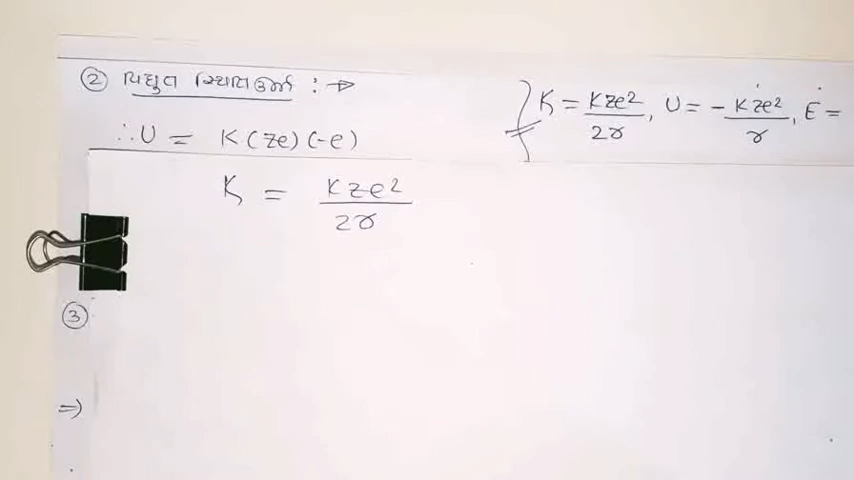 ② વિદ્યુત સ્થિતિઊર્જા :→
K = kze²/2r, U = -kze²/r, E =
∴ U = K(ze)(-e)
K = kze²/2r
③
⇒